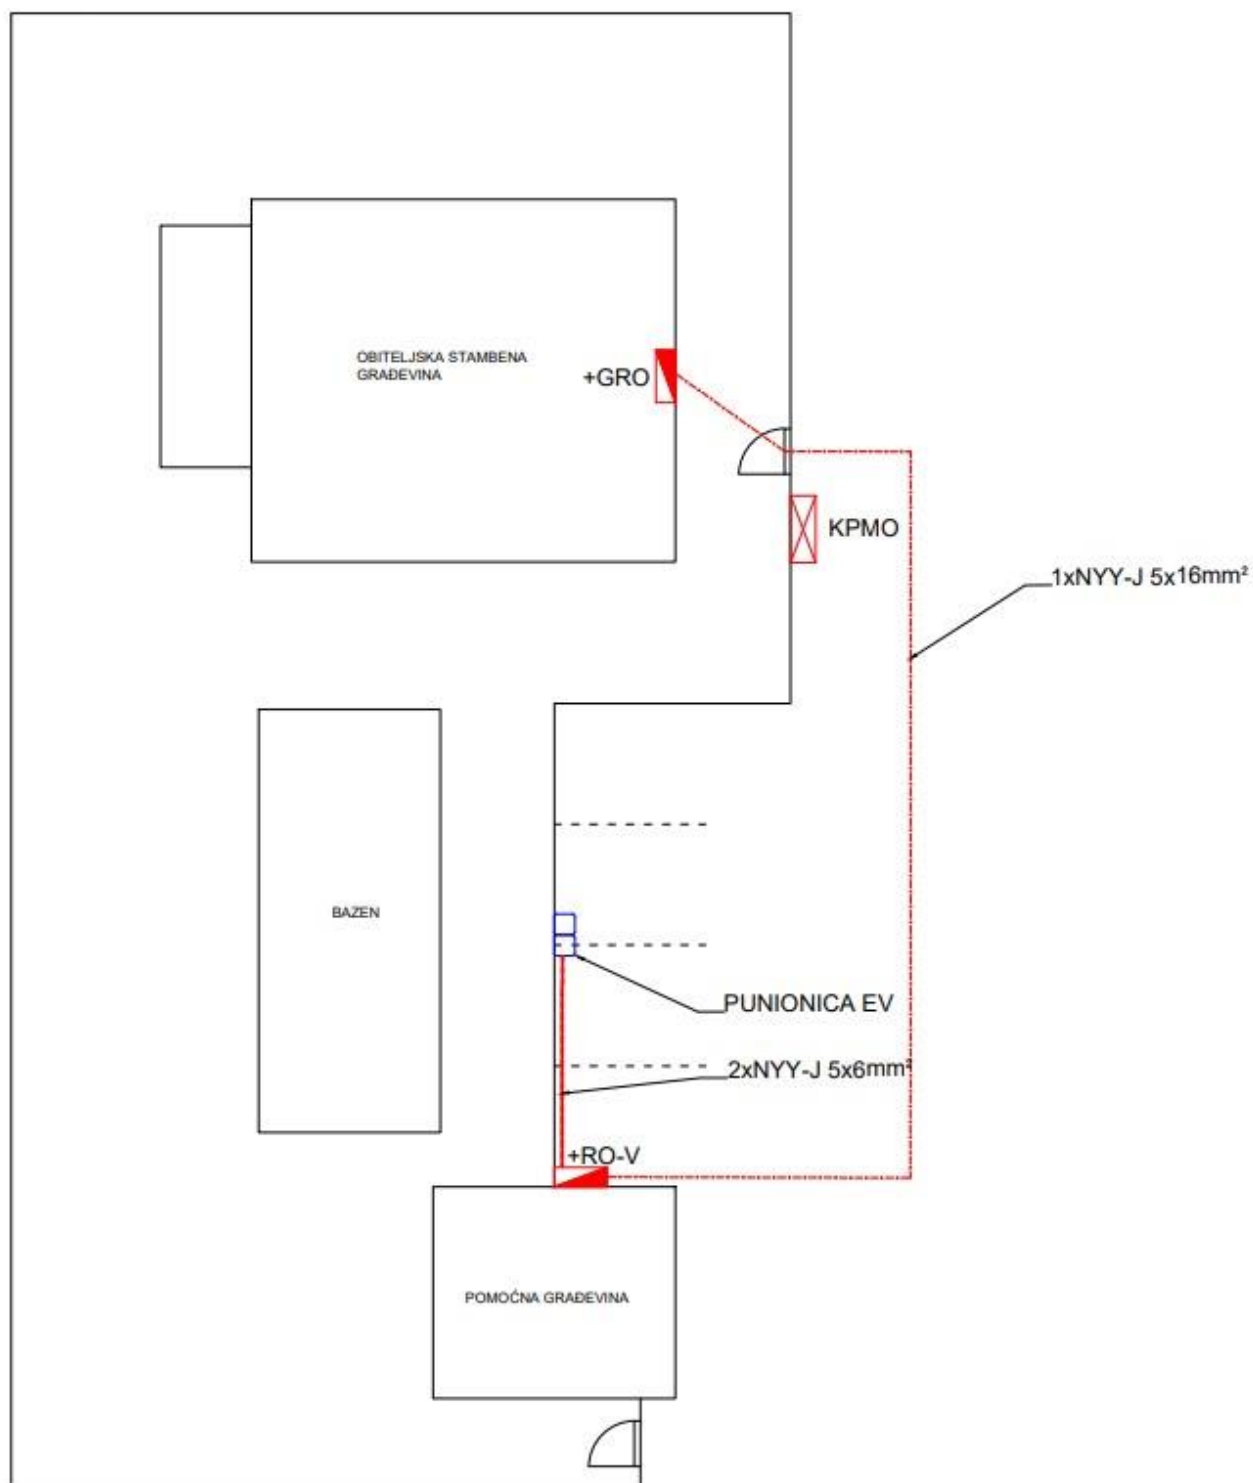 OBITELJSKA STAMBENA
GRAĐEVINA
+GRO
KPMO
1xNYY-J 5x16mm²
BAZEN
PUNIONICA EV
2xNYY-J 5x6mm²
+RO-V
POMOĆNA GRAĐEVINA